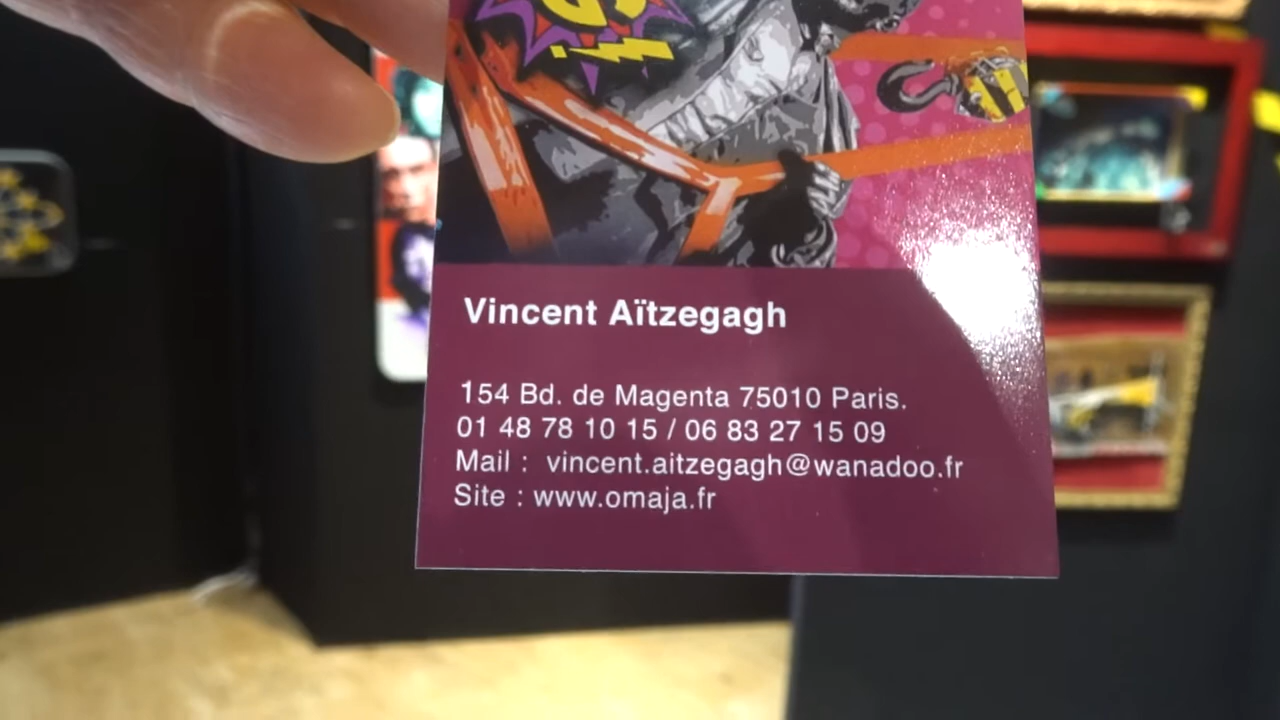 Vincent Aïtzegagh
154 Bd. de Magenta 75010 Paris.
01 48 78 10 15 / 06 83 27 15 09
Mail : vincent.aitzegagh@wanadoo.fr
Site : www.omaja.fr